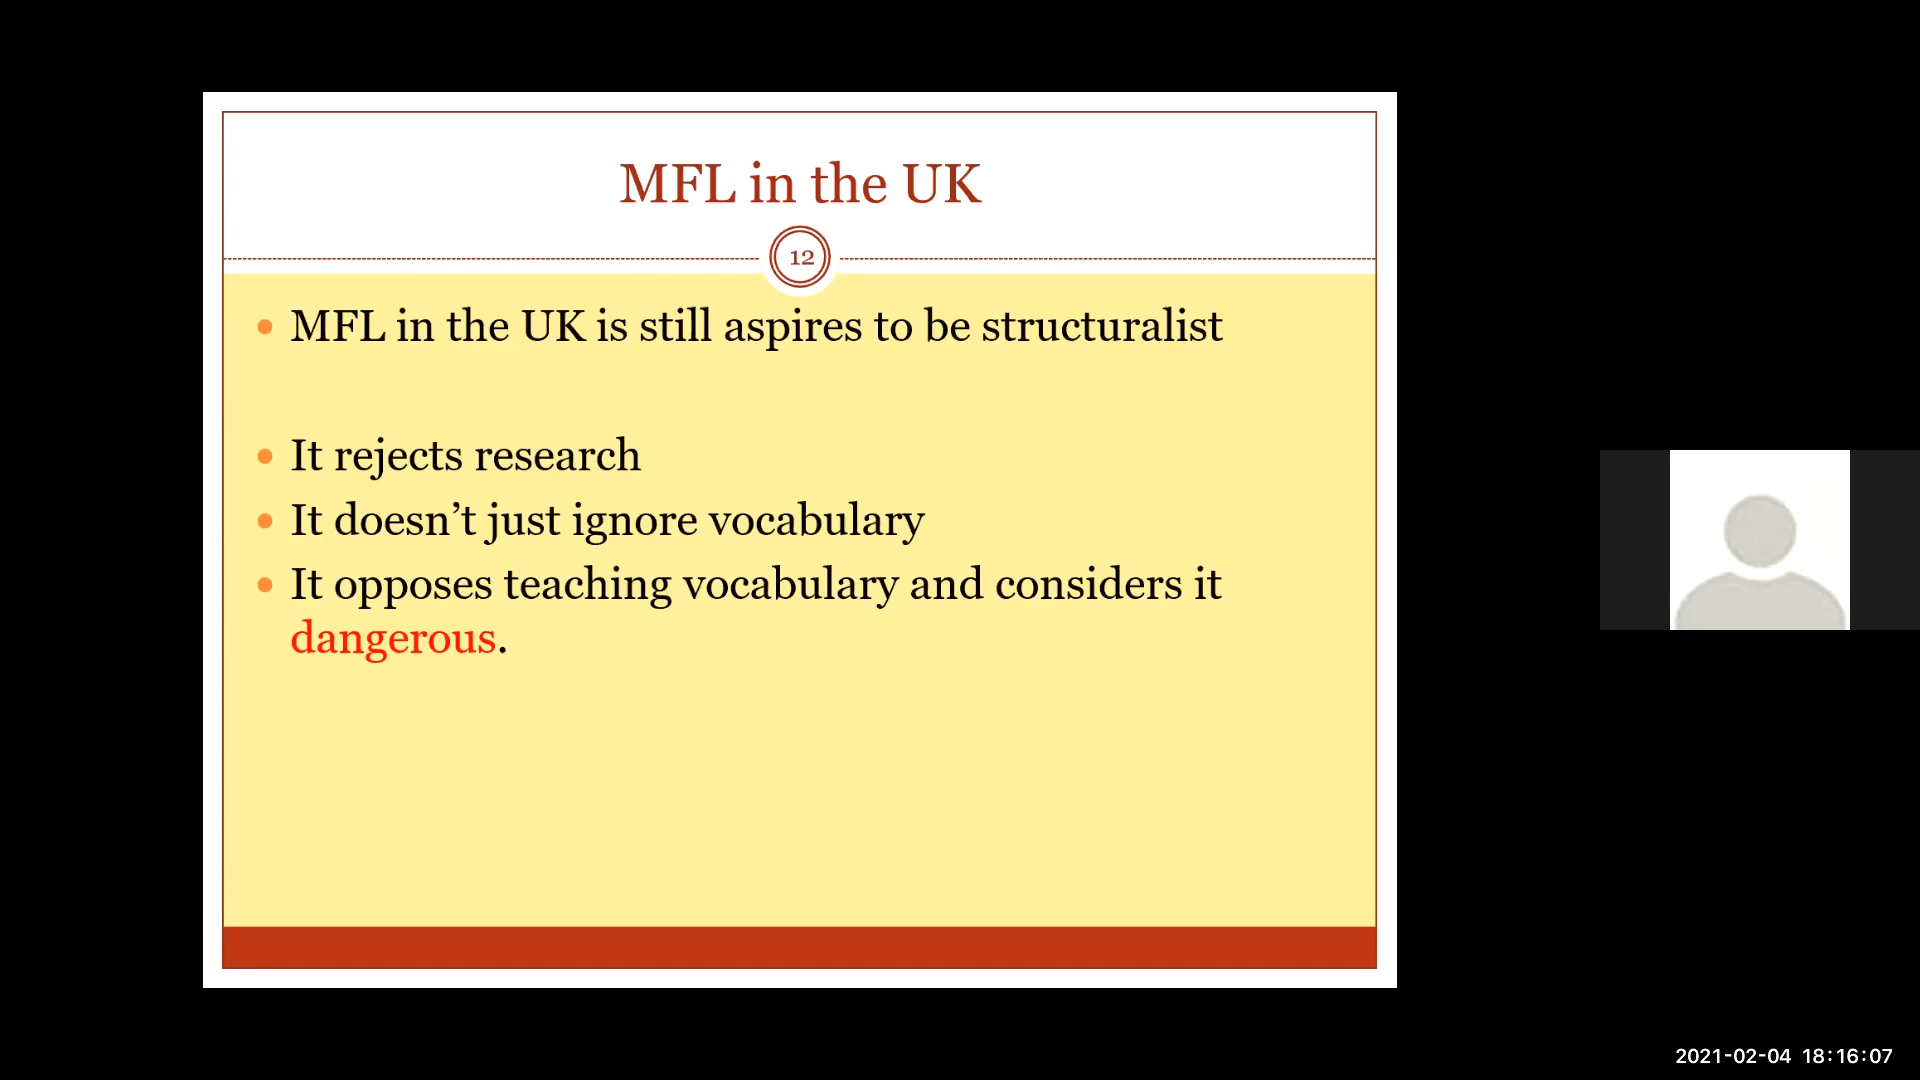 MFL in the UK
12
• MFL in the UK is still aspires to be structuralist
• It rejects research
• It doesn’t just ignore vocabulary
• It opposes teaching vocabulary and considers it
dangerous.
2021-02-04 18:16:07